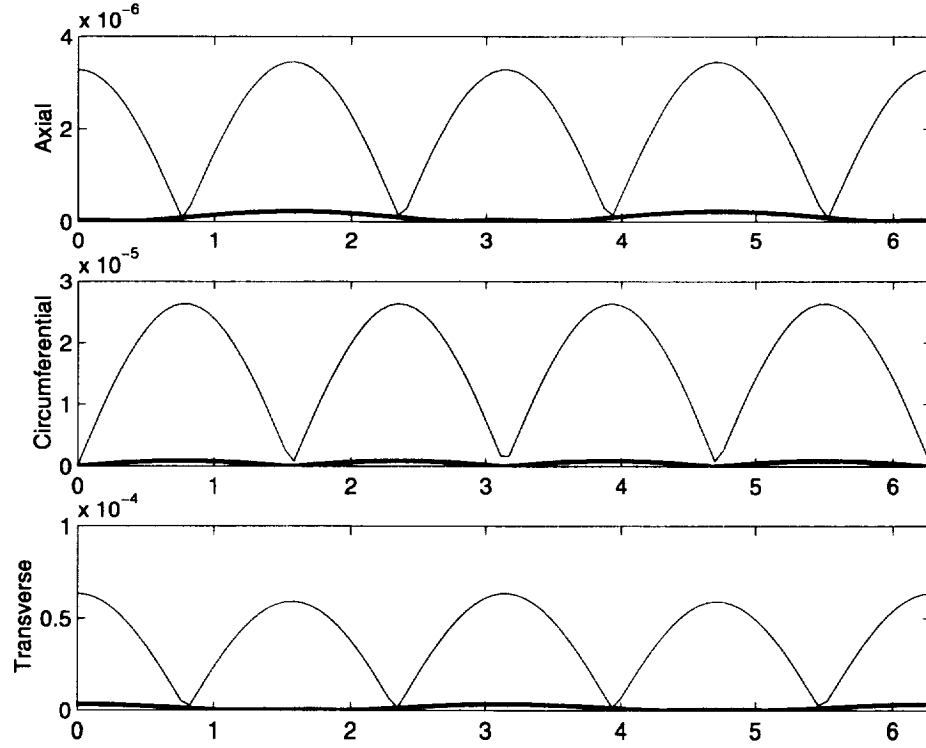 x 10⁻⁶
4
2
0
Axial
0 1 2 3 4 5 6
x 10⁻⁵
3
2
1
0
Circumferential
0 1 2 3 4 5 6
x 10⁻⁴
1
0.5
0
Transverse
0 1 2 3 4 5 6